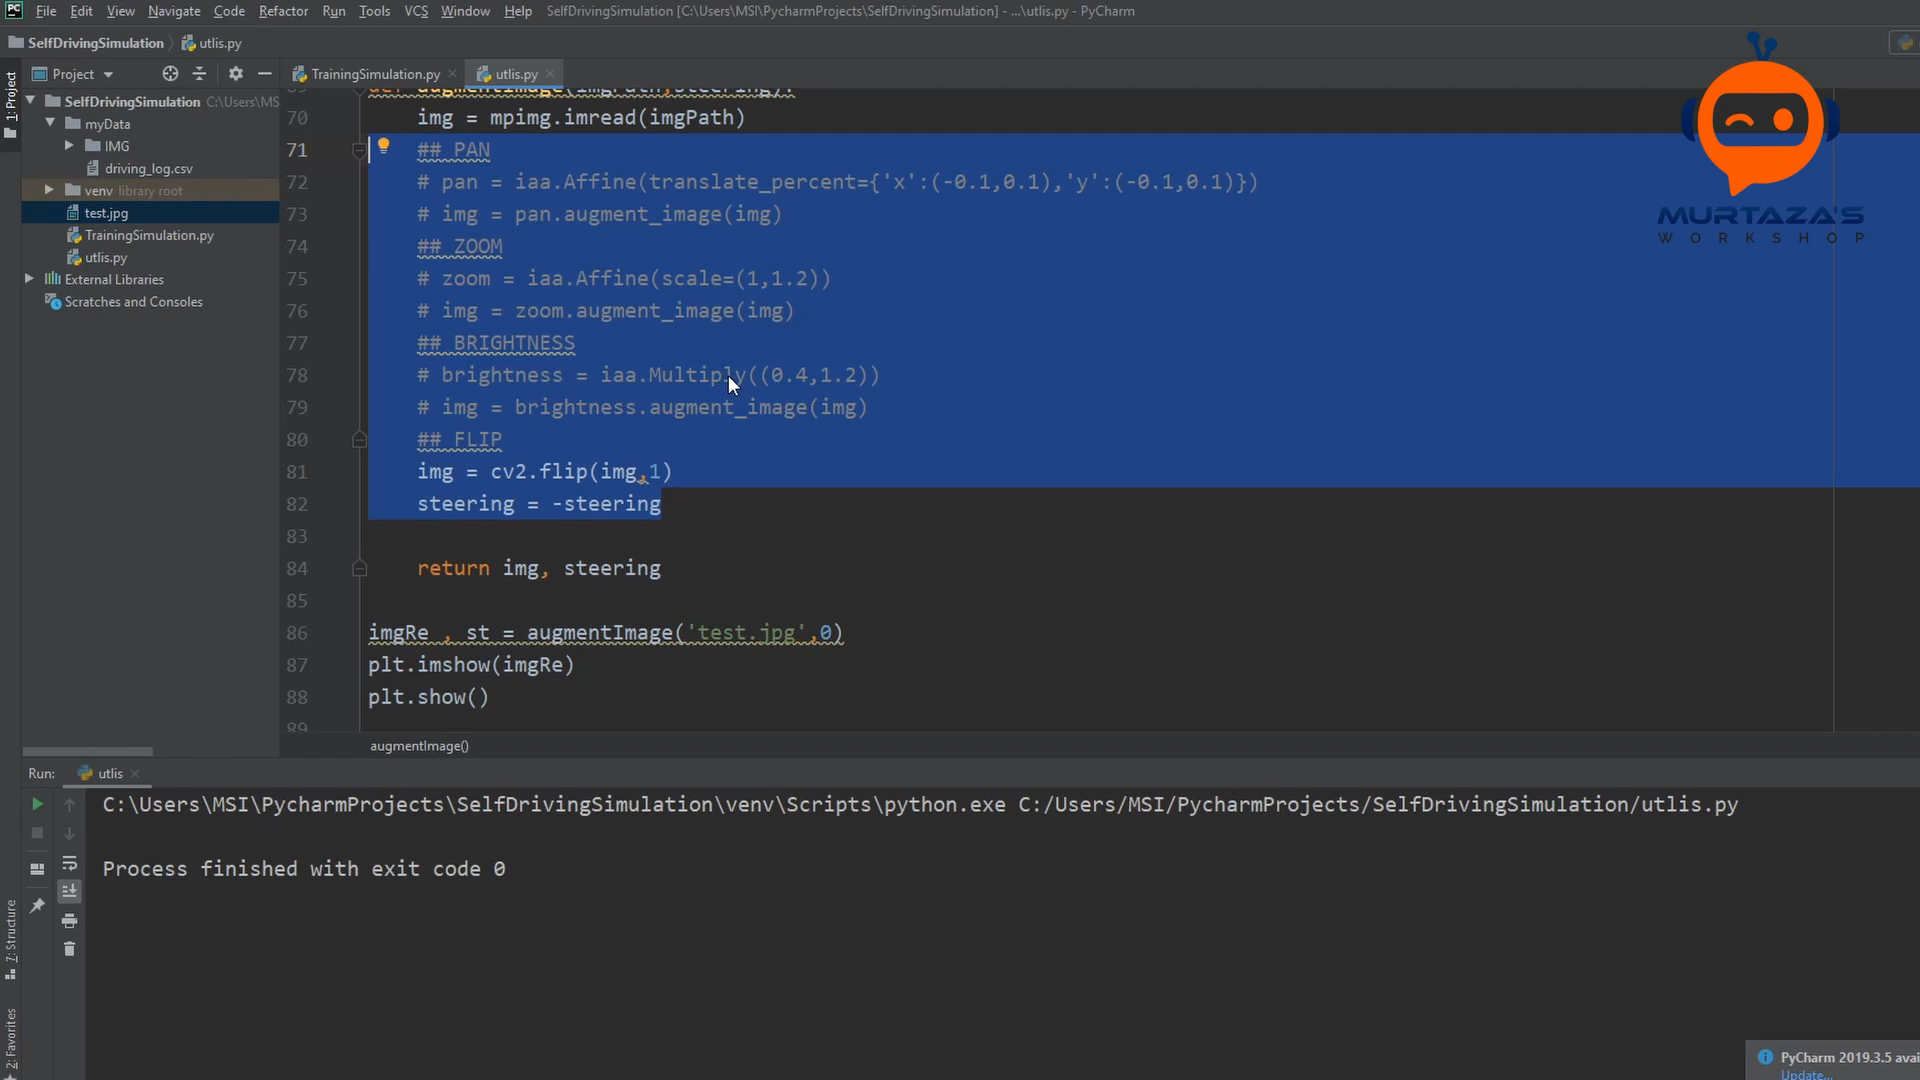 File Edit View Navigate Code Refactor Run Tools VCS Window Help SelfDrivingSimulation [C:\Users\MSI\PycharmProjects\SelfDrivingSimulation] - ...\utlis.py - PyCharm
SelfDrivingSimulation utlis.py
Project TrainingSimulation.py utlis.py
1: Project
SelfDrivingSimulation C:\Users\MS
myData
IMG
driving_log.csv
venv library root
test.jpg
TrainingSimulation.py
utlis.py
External Libraries
Scratches and Consoles
MURTAZA'S
WORKSHOP
69 def augmentImage(imgPath,steering):
70 img = mpimg.imread(imgPath)
71 ## PAN
72 # pan = iaa.Affine(translate_percent={'x':(-0.1,0.1),'y':(-0.1,0.1)})
73 # img = pan.augment_image(img)
74 ## ZOOM
75 # zoom = iaa.Affine(scale=(1,1.2))
76 # img = zoom.augment_image(img)
77 ## BRIGHTNESS
78 # brightness = iaa.Multiply((0.4,1.2))
79 # img = brightness.augment_image(img)
80 ## FLIP
81 img = cv2.flip(img,1)
82 steering = -steering
83
84 return img, steering
85
86 imgRe , st = augmentImage('test.jpg',0)
87 plt.imshow(imgRe)
88 plt.show()
89
augmentImage()
Run: utlis
C:\Users\MSI\PycharmProjects\SelfDrivingSimulation\venv\Scripts\python.exe C:/Users/MSI/PycharmProjects/SelfDrivingSimulation/utlis.py
Process finished with exit code 0
7: Structure
2: Favorites
PyCharm 2019.3.5 avai
Update...